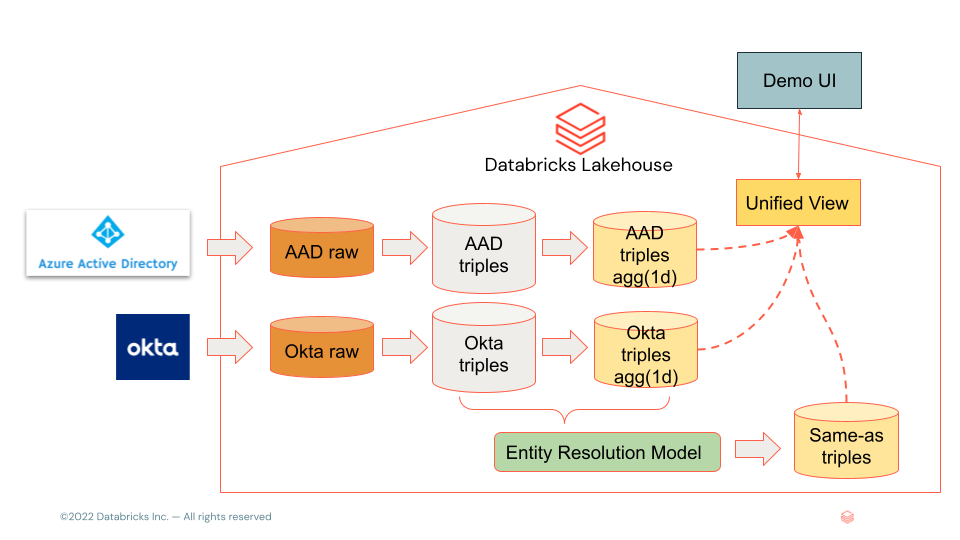 Demo UI
Databricks Lakehouse
Unified View
Azure Active Directory
AAD raw
AAD
triples
AAD
triples
agg(1d)
okta
Okta raw
Okta
triples
Okta
triples
agg(1d)
Same-as
triples
Entity Resolution Model
©2022 Databricks Inc. — All rights reserved